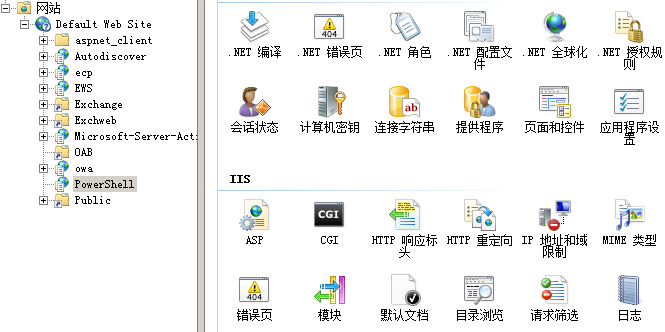 网站
Default Web Site
aspnet_client
Autodiscover
ecp
EWS
Exchange
Exchweb
Microsoft-Server-Acti
OAB
owa
PowerShell
Public
.NET 编译
.NET 错误页
.NET 角色
.NET 配置文
件
.NET 全球化
.NET 授权规
则
会话状态
计算机密钥
连接字符串
提供程序
页面和控件
应用程序设
置
IIS
ASP
CGI
HTTP 响应标
头
HTTP 重定向
IP 地址和域
限制
MIME 类型
错误页
模块
默认文档
目录浏览
请求筛选
日志